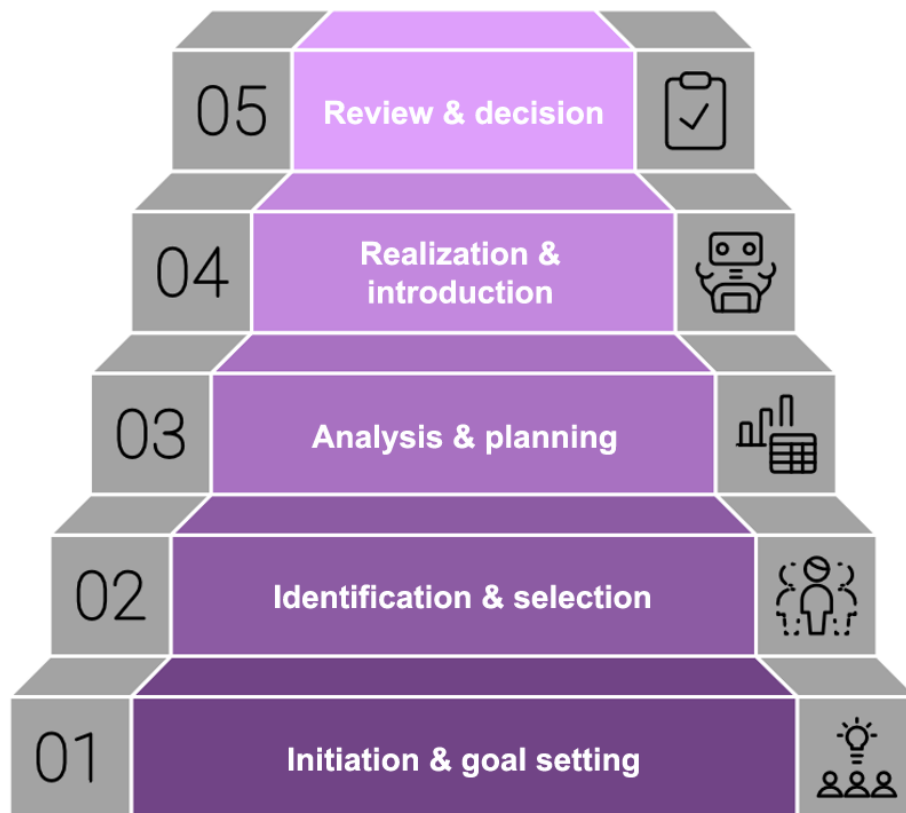 05
Review & decision
04
Realization &
introduction
03
Analysis & planning
02
Identification & selection
01
Initiation & goal setting